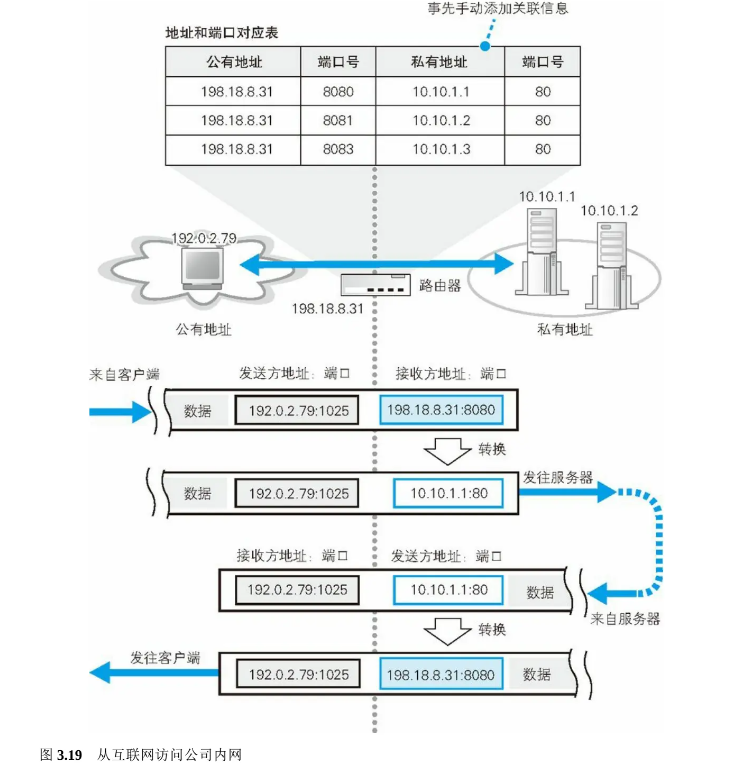 事先手动添加关联信息
地址和端口对应表
公有地址 端口号 私有地址 端口号
198.18.8.31 8080 10.10.1.1 80
198.18.8.31 8081 10.10.1.2 80
198.18.8.31 8083 10.10.1.3 80
10.10.1.1
10.10.1.2
192.0.2.79
路由器
198.18.8.31
公有地址
私有地址
来自客户端
发送方地址：端口 接收方地址：端口
数据 192.0.2.79:1025 198.18.8.31:8080
转换
发往服务器
数据 192.0.2.79:1025 10.10.1.1:80
接收方地址：端口 发送方地址：端口
192.0.2.79:1025 10.10.1.1:80 数据
来自服务器
转换
发往客户端
192.0.2.79:1025 198.18.8.31:8080 数据
图 3.19 从互联网访问公司内网